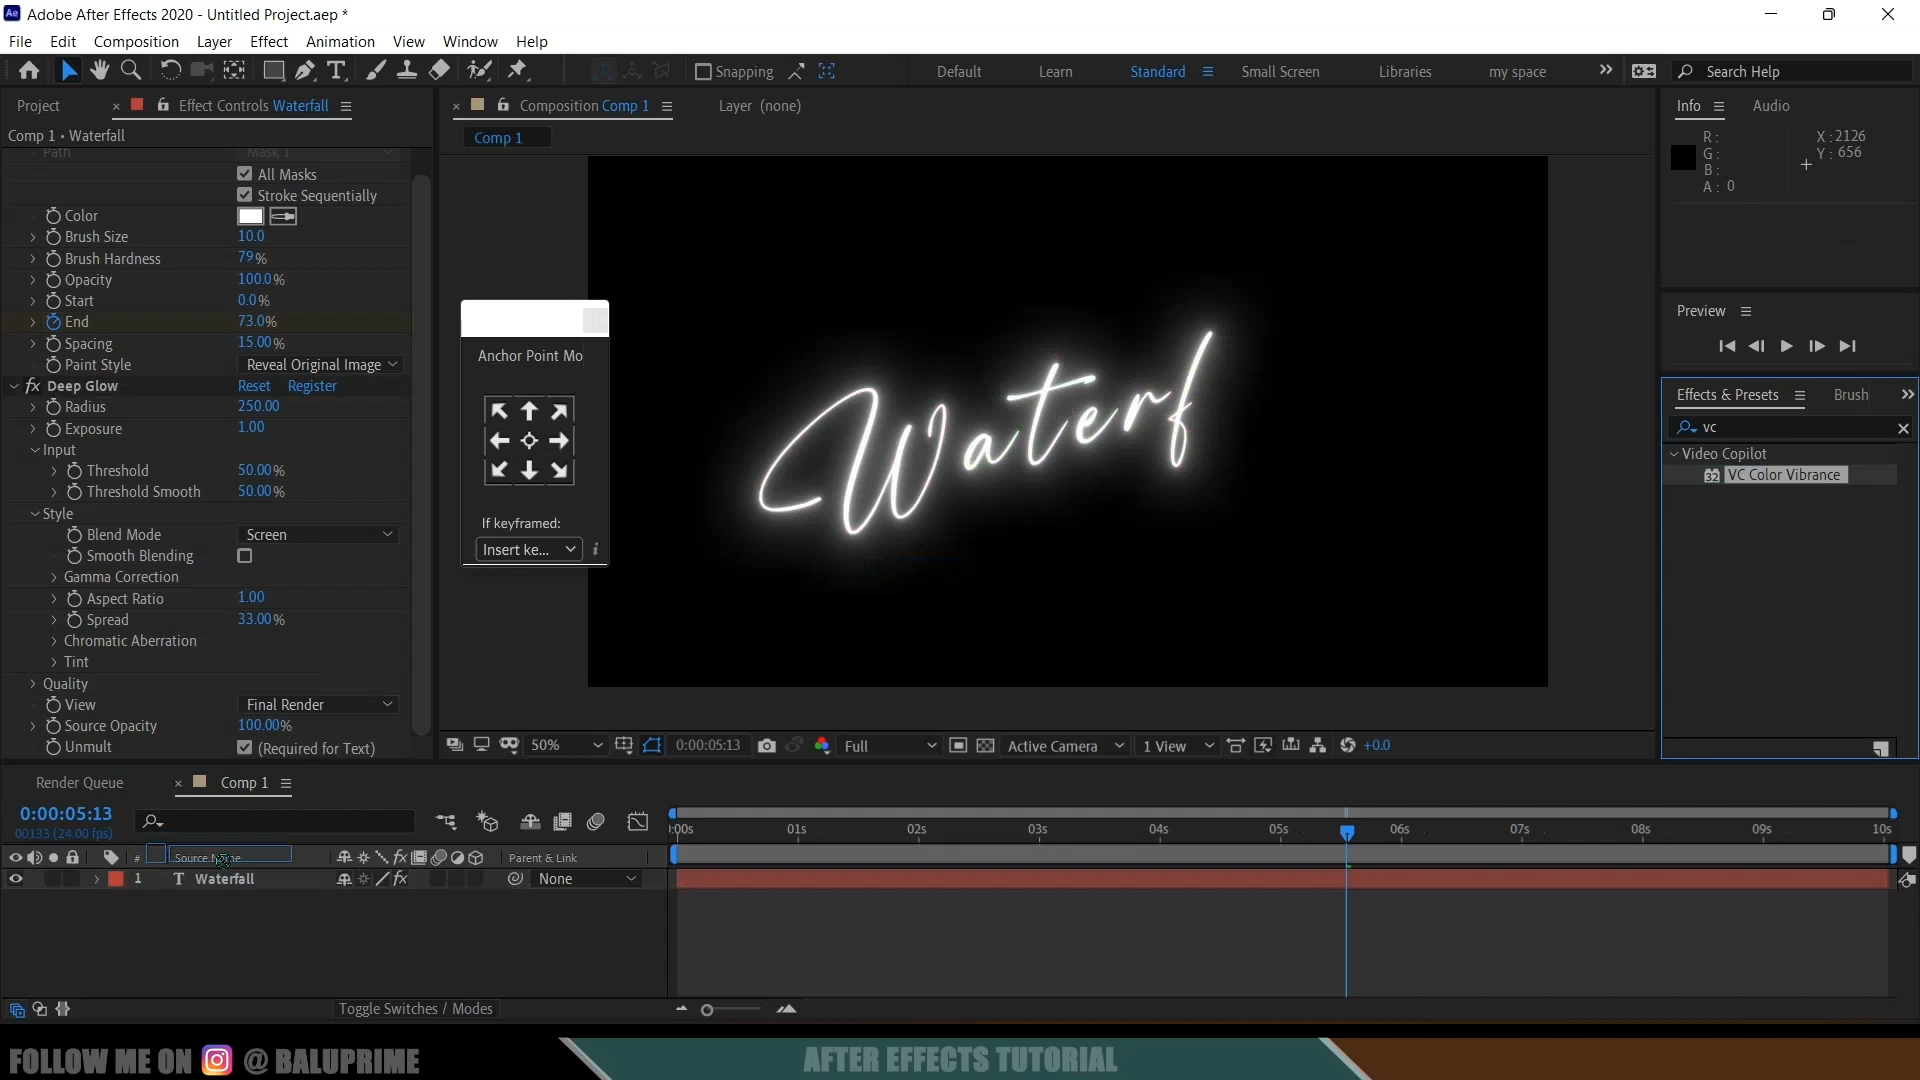 Adobe After Effects 2020 - Untitled Project.aep *
File Edit Composition Layer Effect Animation View Window Help
Snapping Default Learn Standard Small Screen Libraries my space Search Help
Project Effect Controls Waterfall
Comp 1 • Waterfall
Path Mask 1
All Masks
Stroke Sequentially
Color
Brush Size 10.0
Brush Hardness 79%
Opacity 100.0%
Start 0.0%
End 73.0%
Spacing 15.00%
Paint Style Reveal Original Image
fx Deep Glow Reset Register
Radius 250.00
Exposure 1.00
Input
Threshold 50.00%
Threshold Smooth 50.00%
Style
Blend Mode Screen
Smooth Blending
Gamma Correction
Aspect Ratio 1.00
Spread 33.00%
Chromatic Aberration
Tint
Quality
View Final Render
Source Opacity 100.00%
Unmult (Required for Text)
Composition Comp 1 Layer (none)
Comp 1
Anchor Point Mo
If keyframed:
Insert ke...
Waterf
50% 0:00:05:13 Full Active Camera 1 View +0.0
Info Audio
R: X: 2126
G: Y: 656
B:
A: 0
Preview
Effects & Presets Brush
vc
Video Copilot
32 VC Color Vibrance
Render Queue Comp 1
0:00:05:13
00133 (24.00 fps)
# Source Name Parent & Link
1 T Waterfall fx None
:00s 01s 02s 03s 04s 05s 06s 07s 08s 09s 10s
Toggle Switches / Modes
FOLLOW ME ON @ BALUPRIME AFTER EFFECTS TUTORIAL